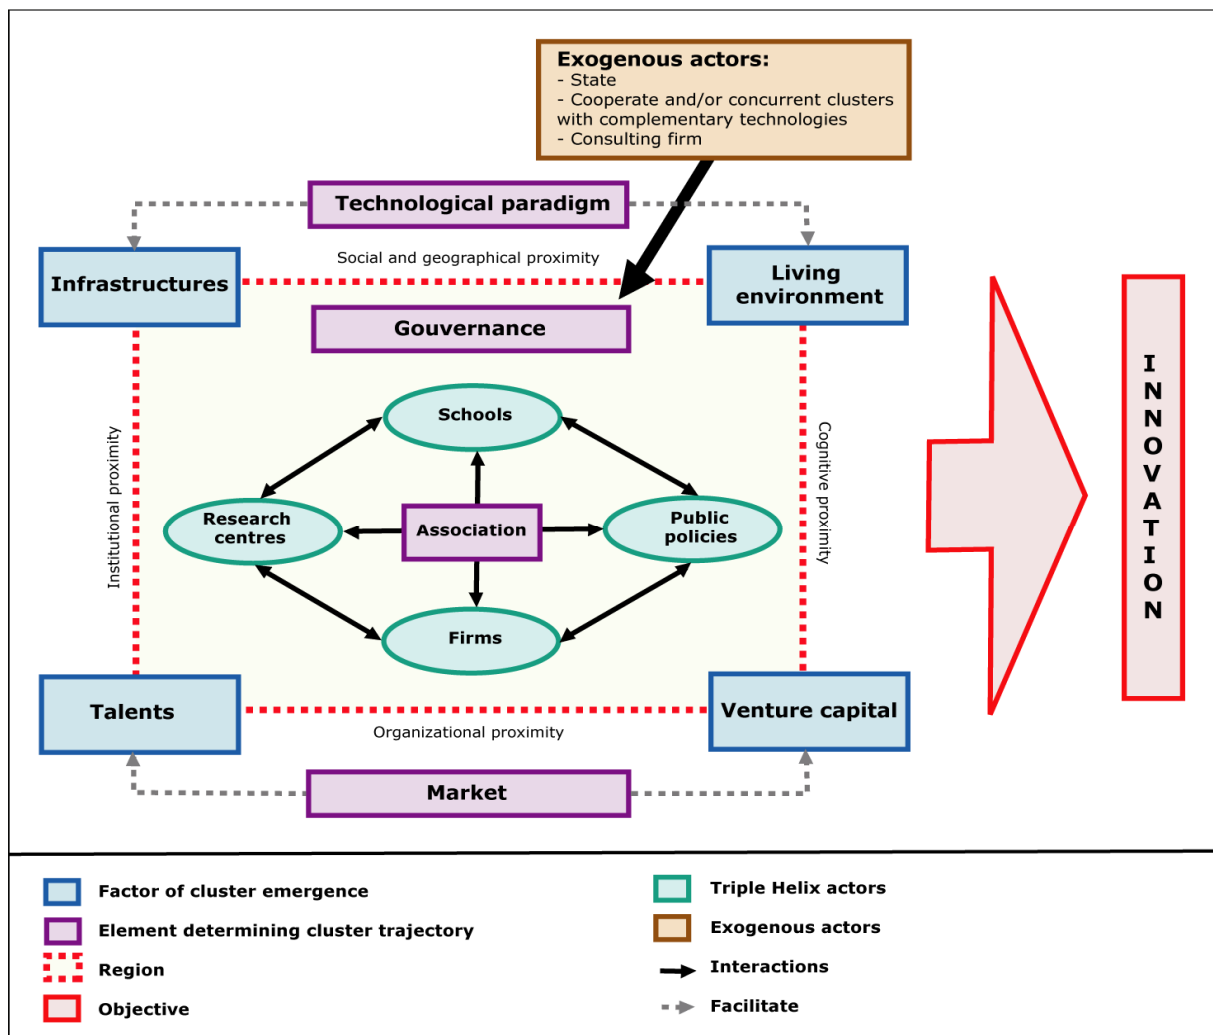 Exogenous actors:
- State
- Cooperate and/or concurrent clusters
with complementary technologies
- Consulting firm
Technological paradigm
Infrastructures
Social and geographical proximity
Living
environment
Gouvernance
Schools
Institutional proximity
Research
centres
Association
Public
policies
Cognitive proximity
Firms
Talents
Organizational proximity
Venture capital
Market
INNOVATION
Factor of cluster emergence
Element determining cluster trajectory
Region
Objective
Triple Helix actors
Exogenous actors
Interactions
Facilitate